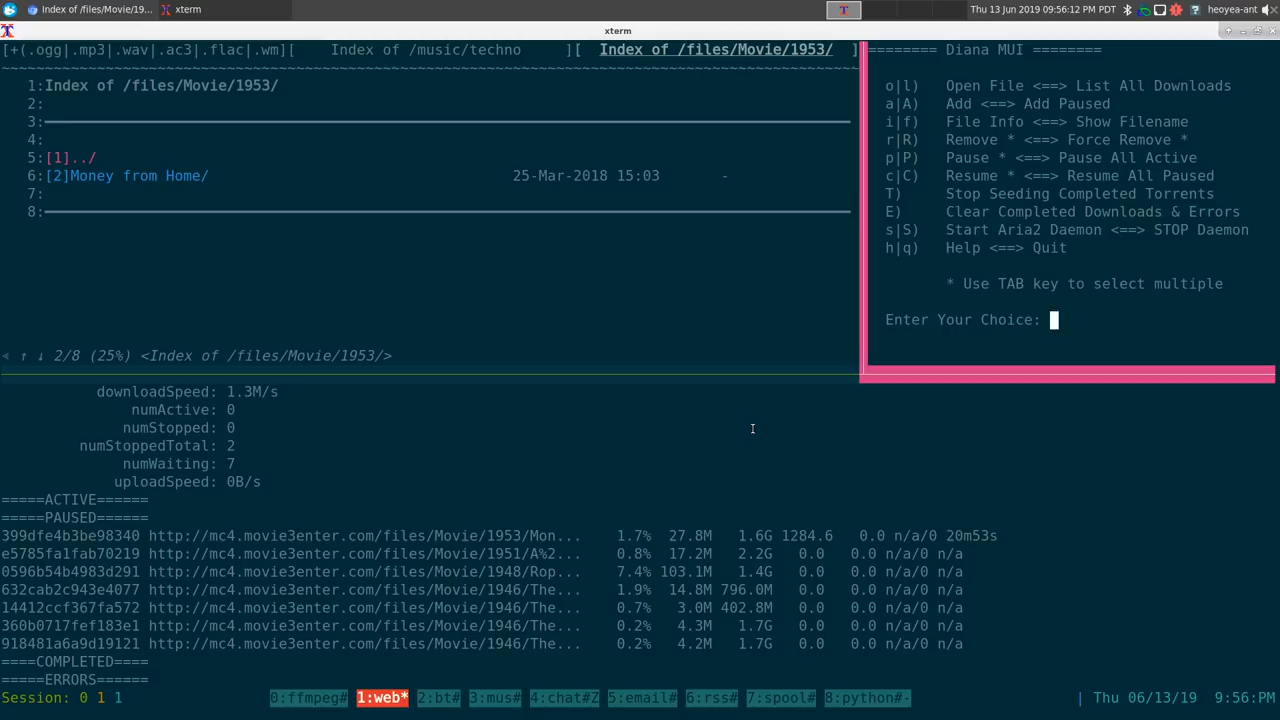 Index of /files/Movie/19... xterm Thu 13 Jun 2019 09:56:12 PM PDT heoyea-ant
xterm
[+(.ogg|.mp3|.wav|.ac3|.flac|.wm][ Index of /music/techno ][ Index of /files/Movie/1953/ ]
~~~~~~~~~~~~~~~~~~~~~~~~~~~~~~~~~~~~~~~~~~~~~~~~~~~~~~~~~~~~~~~~~~~~~~~~~~~~~~~~~~~~~~~~~~~~~~~~~~~
1:Index of /files/Movie/1953/
2:
3:
4:
5:[1]../
6:[2]Money from Home/ 25-Mar-2018 15:03 -
7:
8:
◀ ↑ ↓ 2/8 (25%) <Index of /files/Movie/1953/>
======== Diana MUI ========
o|l) Open File <==> List All Downloads
a|A) Add <==> Add Paused
i|f) File Info <==> Show Filename
r|R) Remove * <==> Force Remove *
p|P) Pause * <==> Pause All Active
c|C) Resume * <==> Resume All Paused
T) Stop Seeding Completed Torrents
E) Clear Completed Downloads & Errors
s|S) Start Aria2 Daemon <==> STOP Daemon
h|q) Help <==> Quit
* Use TAB key to select multiple
Enter Your Choice:
downloadSpeed: 1.3M/s
numActive: 0
numStopped: 0
numStoppedTotal: 2
numWaiting: 7
uploadSpeed: 0B/s
=====ACTIVE======
=====PAUSED======
399dfe4b3be98340 http://mc4.movie3enter.com/files/Movie/1953/Mon... 1.7% 27.8M 1.6G 1284.6 0.0 n/a/0 20m53s
e5785fa1fab70219 http://mc4.movie3enter.com/files/Movie/1951/A%2... 0.8% 17.2M 2.2G 0.0 0.0 n/a/0 n/a
0596b54b4983d291 http://mc4.movie3enter.com/files/Movie/1948/Rop... 7.4% 103.1M 1.4G 0.0 0.0 n/a/0 n/a
632cab2c943e4077 http://mc4.movie3enter.com/files/Movie/1946/The... 1.9% 14.8M 796.0M 0.0 0.0 n/a/0 n/a
14412ccf367fa572 http://mc4.movie3enter.com/files/Movie/1946/The... 0.7% 3.0M 402.8M 0.0 0.0 n/a/0 n/a
360b0717fef183e1 http://mc4.movie3enter.com/files/Movie/1946/The... 0.2% 4.3M 1.7G 0.0 0.0 n/a/0 n/a
918481a6a9d19121 http://mc4.movie3enter.com/files/Movie/1946/The... 0.2% 4.2M 1.7G 0.0 0.0 n/a/0 n/a
====COMPLETED====
=====ERRORS======
Session: 0 1 1 0:ffmpeg# 1:web* 2:bt# 3:mus# 4:chat#Z 5:email# 6:rss# 7:spool# 8:python#- | Thu 06/13/19 9:56:PM